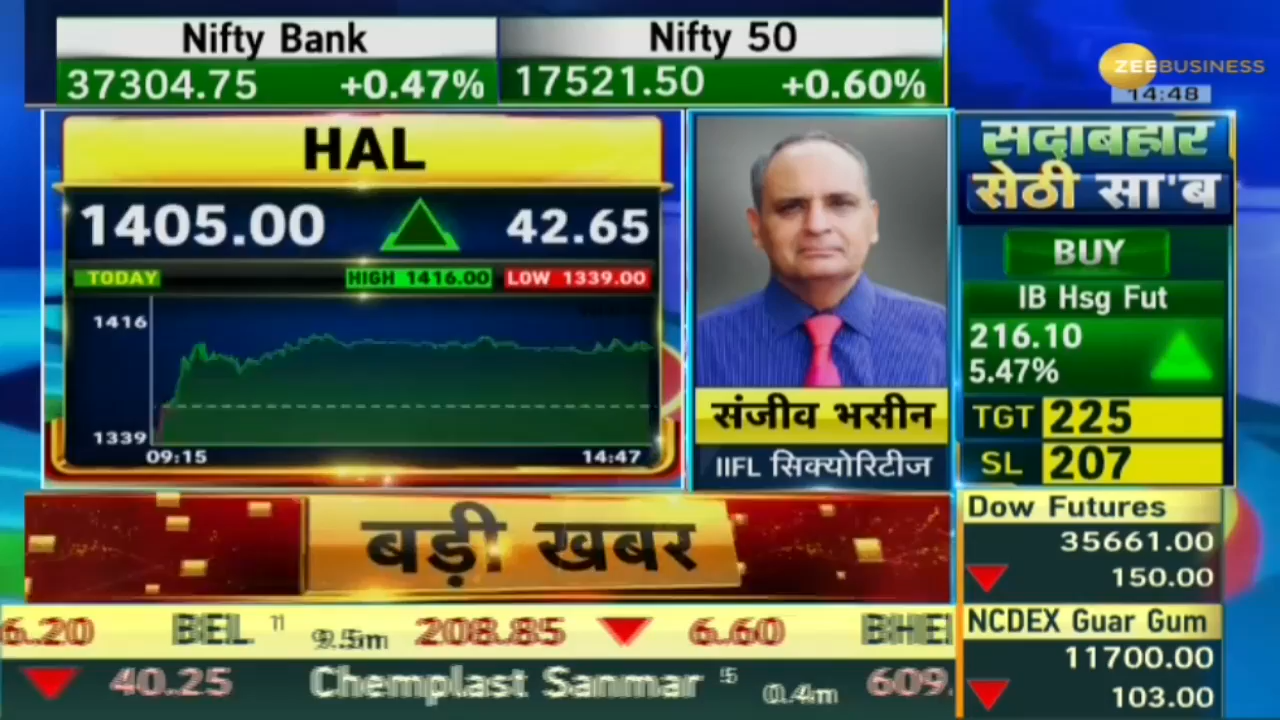 Nifty Bank
37304.75 +0.47%
Nifty 50
17521.50 +0.60%
ZEEBUSINESS
14:48
HAL
1405.00 42.65
TODAY HIGH 1416.00 LOW 1339.00
1416
1339
09:15 14:47
संजीव भसीन
IIFL सिक्योरिटीज
सदाबहार
सेठी सा'ब
BUY
IB Hsg Fut
216.10
5.47%
TGT 225
SL 207
बड़ी खबर
Dow Futures
35661.00
150.00
NCDEX Guar Gum
11700.00
103.00
6.20 BEL 9.5m 208.85 6.60 BHE
40.25 Chemplast Sanmar 0.4m 609.